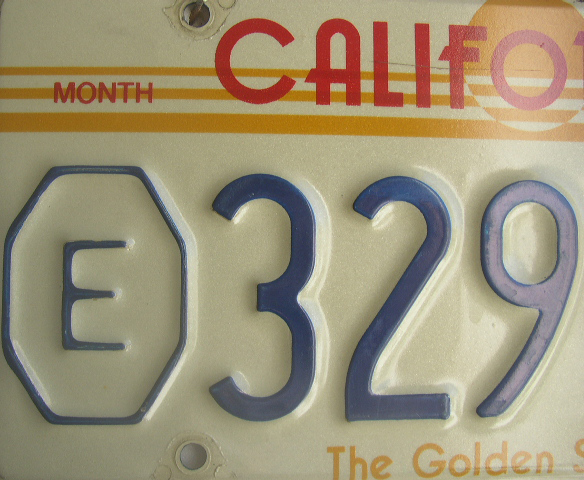 CALIFO
MONTH
E 329
The Golden S